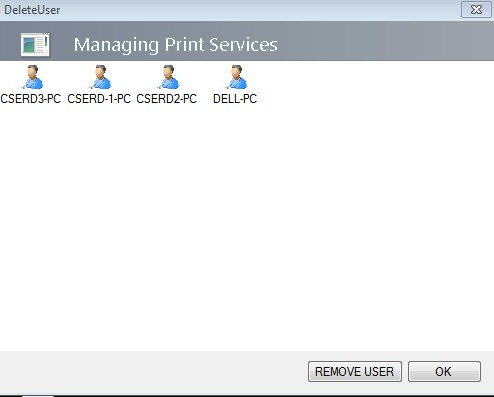 DeleteUser
Managing Print Services
CSERD3-PC CSERD-1-PC CSERD2-PC DELL-PC
REMOVE USER OK